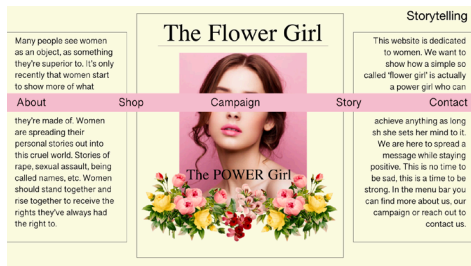 Storytelling
The Flower Girl
Many people see women
as an object, as something
they're superior to. It's only
recently that women start
to show more of what
This website is dedicated
to women. We want to
show how a simple so
called 'flower girl' is actually
a power girl who can
About Shop Campaign Story Contact
they're made of. Women
are spreading their
personal stories out into
this cruel world. Stories of
rape, sexual assault, being
called names, etc. Women
should stand together and
rise together to receive the
rights they've always had
the right to.
The POWER Girl
achieve anything as long
sh she sets her mind to it.
We are here to spread a
message while staying
positive. This is no time to
be sad, this is a time to be
strong. In the menu bar you
can find more about us, our
campaign or reach out to
contact us.